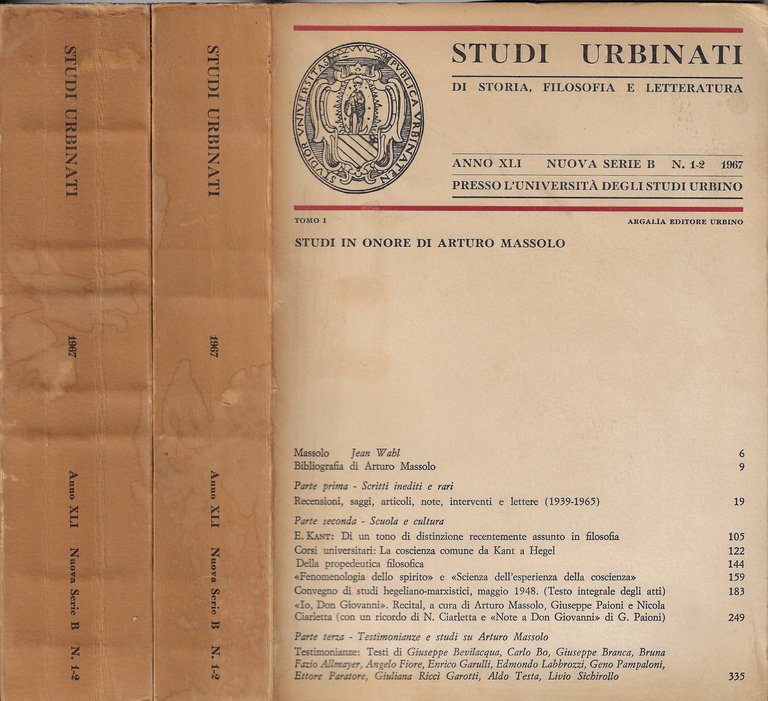 STUDI URBINATI
1967
Anno XLI Nuova Serie B N. 1-2
STUDI URBINATI
1967
Anno XLI Nuova Serie B N. 1-2
STUDIOR VNIVERSITAS PVBLICA VRBINATEN
STUDI URBINATI
DI STORIA, FILOSOFIA E LETTERATURA
ANNO XLI NUOVA SERIE B N. 1-2 1967
PRESSO L'UNIVERSITÀ DEGLI STUDI URBINO
TOMO I ARGALÌA EDITORE URBINO
STUDI IN ONORE DI ARTURO MASSOLO
Massolo Jean Wahl 6
Bibliografia di Arturo Massolo 9
Parte prima - Scritti inediti e rari
Recensioni, saggi, articoli, note, interventi e lettere (1939-1965) 19
Parte seconda - Scuola e cultura
E. KANT: Di un tono di distinzione recentemente assunto in filosofia 105
Corsi universitari: La coscienza comune da Kant a Hegel 122
Della propedeutica filosofica 144
«Fenomenologia dello spirito» e «Scienza dell'esperienza della coscienza» 159
Convegno di studi hegeliano-marxistici, maggio 1948. (Testo integrale degli atti) 183
«Io, Don Giovanni». Recital, a cura di Arturo Massolo, Giuseppe Paioni e Nicola
Ciarletta (con un ricordo di N. Ciarletta e «Note a Don Giovanni» di G. Paioni) 249
Parte terza - Testimonianze e studi su Arturo Massolo
Testimonianze: Testi di Giuseppe Bevilacqua, Carlo Bo, Giuseppe Branca, Bruna
Fazio Allmayer, Angelo Fiore, Enrico Garulli, Edmondo Labbrozzi, Geno Pampaloni,
Ettore Paratore, Giuliana Ricci Garotti, Aldo Testa, Livio Sichirollo 335